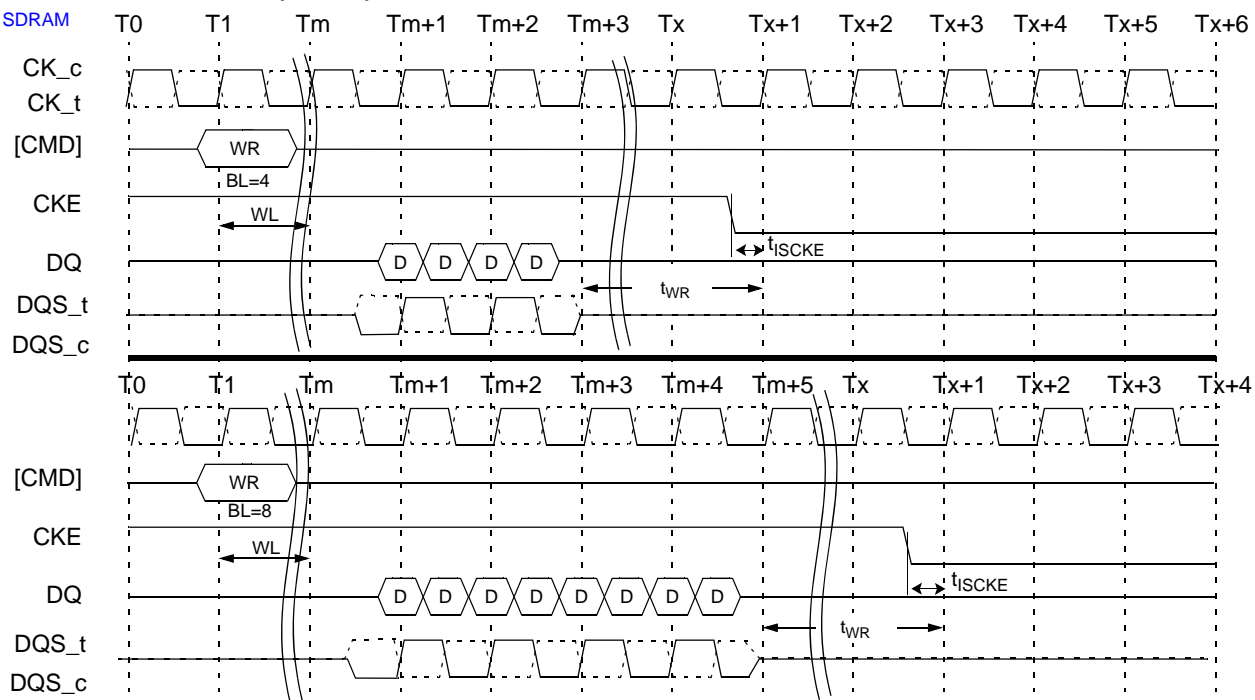 SDRAM
T0 T1 Tm Tm+1 Tm+2 Tm+3 Tx Tx+1 Tx+2 Tx+3 Tx+4 Tx+5 Tx+6
CK_c
CK_t
[CMD] WR
BL=4
CKE
WL
tISCKE
DQ D D D D
tWR
DQS_t
DQS_c
T0 T1 Tm Tm+1 Tm+2 Tm+3 Tm+4 Tm+5 Tx Tx+1 Tx+2 Tx+3 Tx+4
[CMD] WR
BL=8
CKE
WL
tISCKE
DQ D D D D D D D D
tWR
DQS_t
DQS_c